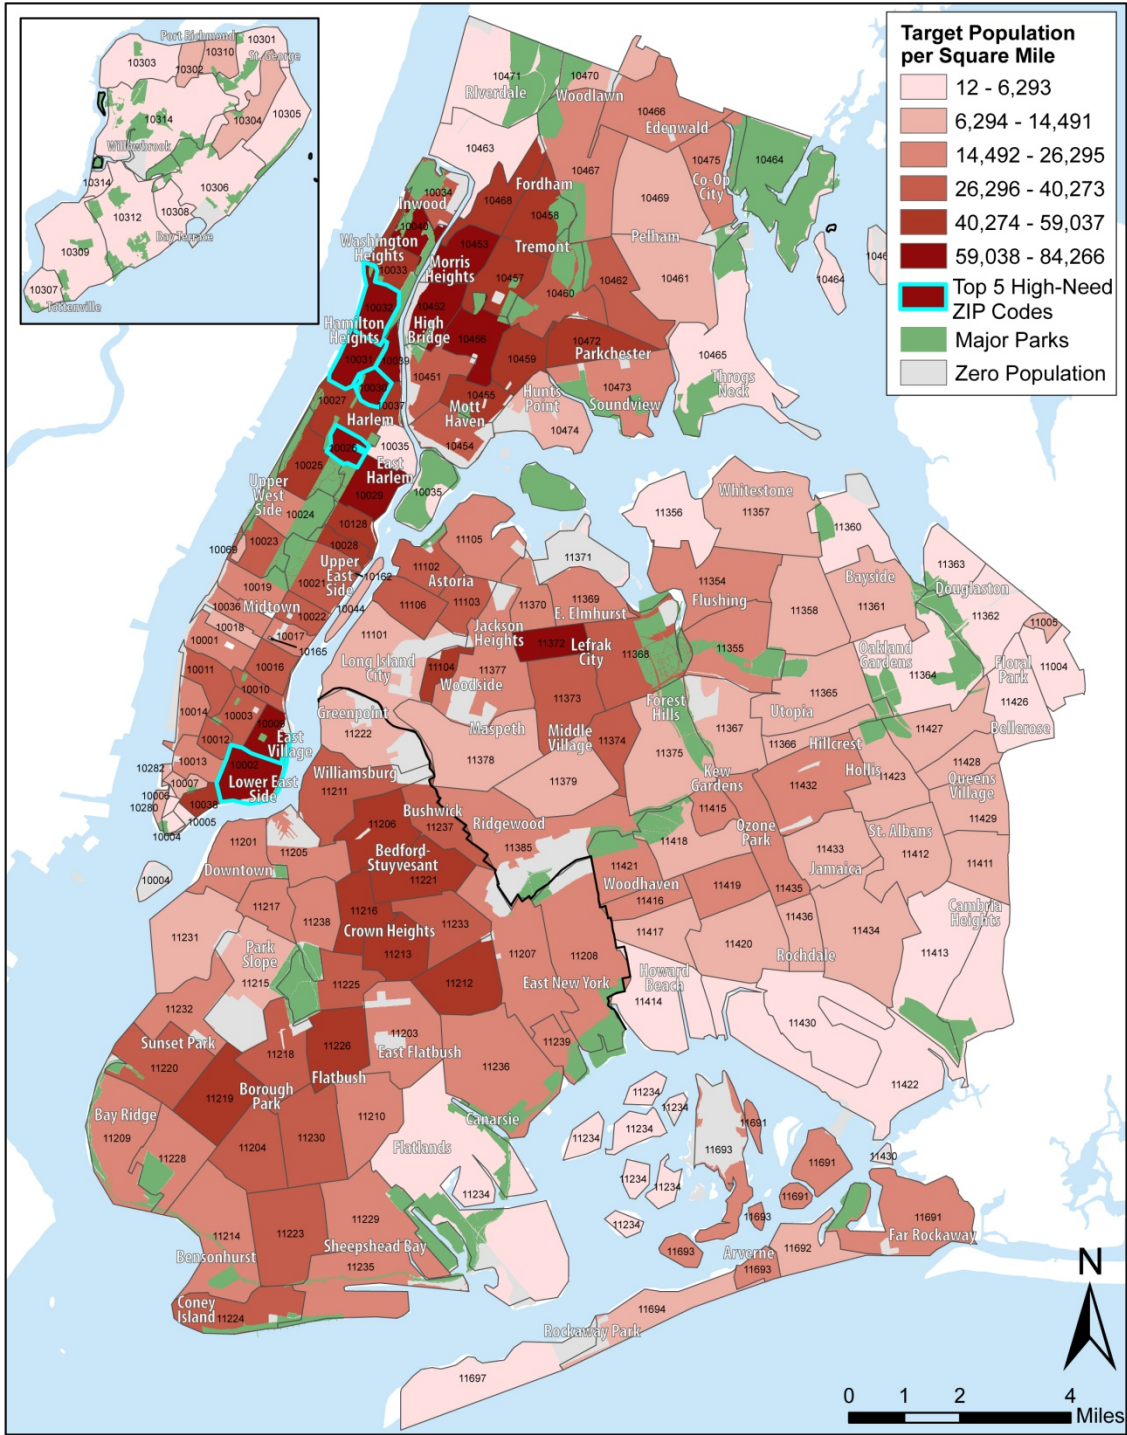 Target Population
per Square Mile
12 - 6,293
6,294 - 14,491
14,492 - 26,295
26,296 - 40,273
40,274 - 59,037
59,038 - 84,266
Top 5 High-Need
ZIP Codes
Major Parks
Zero Population
Port Richmond
10301
10303
10302
10310
St. George
10305
10304
10314
Willowbrook
10314
10306
10312
10308
Bay Terrace
10309
10307
Tottenville
10471
Riverdale
10470
Woodlawn
10466
Edenwald
10463
10467
10475
Co-Op
City
10464
10469
Pelham
10464
10461
10034
Inwood
10040
Washington
Heights
10033
10468
Fordham
10458
Tremont
10453
Morris
Heights
10457
10460
10462
10452
High
Bridge
10456
10032
Hamilton
Heights
10031
10039
10030
10037
10459
10472
Parkchester
10465
Throgs
Neck
10451
10455
Mott
Haven
Hunts
Point
10473
Soundview
10474
10454
10027
Harlem
10026
10035
East
Harlem
10035
10025
10029
Upper
West
Side
10024
10128
10028
10023
10069
10021
Upper
East
Side
10162
10044
10019
10036
Midtown
10022
10018
10001
10017
10165
10016
10011
10010
10014
10003
10009
East
Village
10012
10002
Lower East
Side
10013
10282
10007
10006
10280
10038
10005
10004
10004
11105
11102
Astoria
11103
11106
11371
11370
11369
E. Elmhurst
Jackson
Heights
11372
Lefrak
City
11368
11101
Long Island
City
11104
Woodside
11377
11373
Maspeth
11378
Middle
Village
11374
11379
11356
Whitestone
11357
11360
11354
Flushing
11355
11358
Bayside
11361
11363
Douglaston
11362
Oakland
Gardens
11364
11005
11004
Floral
Park
11426
Bellerose
11365
Utopia
11366
11367
Forest
Hills
11375
Kew
Gardens
Hillcrest
11427
11428
Queens
Village
11429
Hollis
11423
11432
11415
Ozone
Park
11418
St. Albans
11412
11411
11433
Jamaica
11435
11419
11421
Woodhaven
11416
11417
11420
11436
11434
Rochdale
Cambria
Heights
11413
Howard
Beach
11414
11430
11422
11430
Greenpoint
11222
Williamsburg
11211
Bushwick
11237
11206
Ridgewood
11385
Bedford-
Stuyvesant
11221
11201
11205
Downtown
11217
11238
11216
Crown Heights
11233
11213
11207
11208
East New York
11231
Park
Slope
11215
11225
11212
11232
Sunset Park
11220
11218
11226
Flatbush
11203
East Flatbush
11239
11236
11219
Borough
Park
Bay Ridge
11209
11228
11204
11230
11210
Canarsie
Flatlands
11234
11234
11234
11234
11234
11234
11234
11234
11214
Bensonhurst
11223
11229
Sheepshead Bay
11235
Coney
Island
11224
11693
11691
11691
11691
11693
11693
11693
11692
Arverne
11691
Far Rockaway
11694
Rockaway Park
11697
N
0
1
2
4
Miles